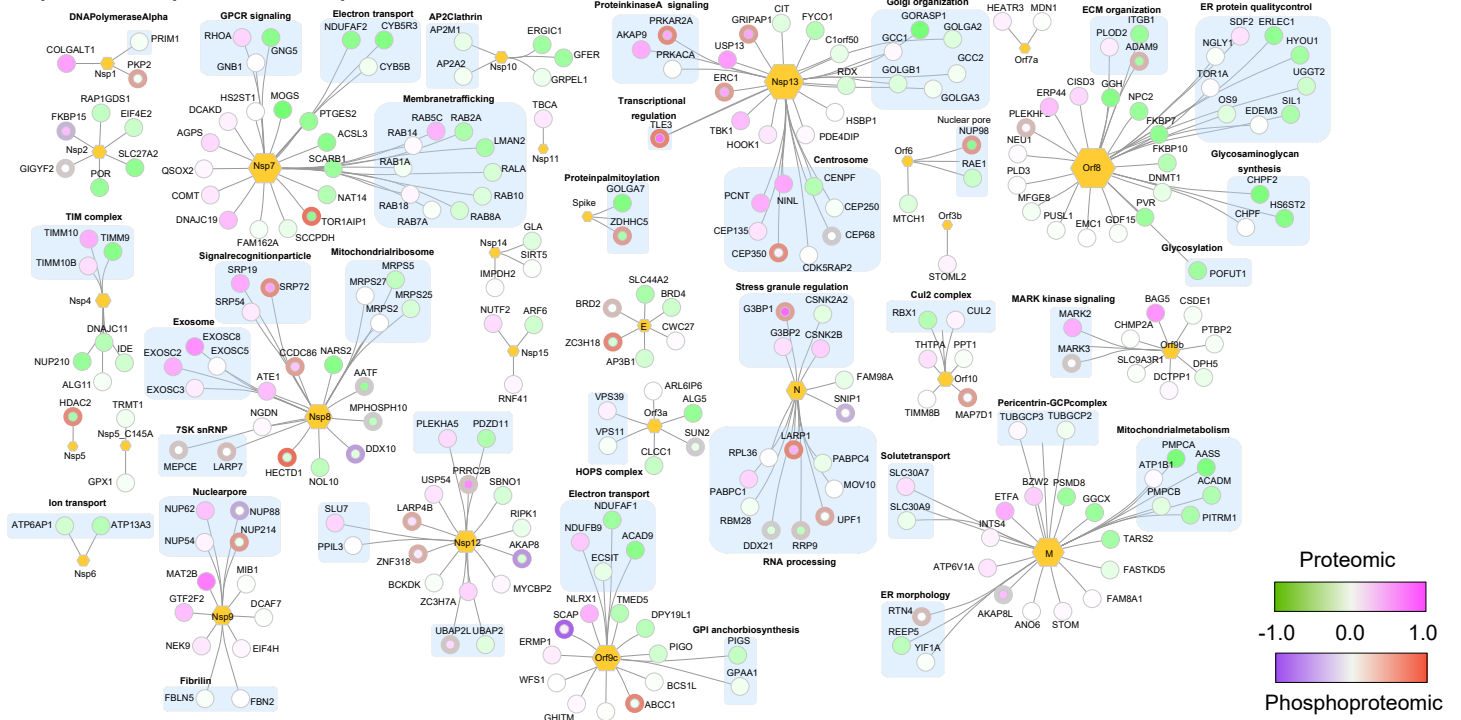 DNAPolymeraseAlpha
PRIM1
COLGALT1
Nsp1
PKP2
RAP1GDS1
FKBP15
EIF4E2
Nsp2
SLC27A2
GIGYF2
POR
TIM complex
TIMM10
TIMM9
TIMM10B
Nsp4
DNAJC11
IDE
NUP210
ALG11
HDAC2
Nsp5
TRMT1
Nsp5_C145A
GPX1
Ion transport
ATP6AP1
ATP13A3
Nsp6
GPCR signaling
RHOA
GNG5
GNB1
Electron transport
NDUFAF2
CYB5R3
CYB5B
HS2ST1
MOGS
DCAKD
PTGES2
AGPS
ACSL3
Nsp7
SCARB1
QSOX2
COMT
NAT14
DNAJC19
TOR1AIP1
SCCPDH
FAM162A
Membranetrafficking
RAB5C
RAB2A
RAB14
LMAN2
RAB1A
RALA
RAB18
RAB10
RAB7A
RAB8A
AP2Clathrin
AP2M1
AP2A2
ERGIC1
GFER
Nsp10
GRPEL1
TBCA
Nsp11
Signalrecognitionparticle
SRP19
SRP72
SRP54
Mitochondrialribosome
MRPS5
MRPS27
MRPS25
MRPS2
Exosome
EXOSC8
EXOSC2
EXOSC5
EXOSC3
CCDC86
NARS2
ATE1
AATF
MPHOSPH10
Nsp8
NGDN
7SK snRNP
MEPCE
LARP7
HECTD1
NOL10
DDX10
Nuclearpore
NUP62
NUP88
NUP214
NUP54
MAT2B
MIB1
GTF2F2
DCAF7
Nsp9
NEK9
EIF4H
Fibrilin
FBLN5
FBN2
PLEKHA5
PDZD11
PRRC2B
USP54
SBNO1
LARP4B
RIPK1
SLU7
PPIL3
Nsp12
AKAP8
ZNF318
BCKDK
MYCBP2
ZC3H7A
UBAP2L
UBAP2
GLA
Nsp14
SIRT5
IMPDH2
NUTF2
ARF6
Nsp15
RNF41
ProteinkinaseA signaling
PRKAR2A
AKAP9
PRKACA
CIT
GRIPAP1
FYCO1
USP13
C1orf50
Nsp13
ERC1
RDX
TBK1
HSBP1
HOOK1
PDE4DIP
Transcriptional
regulation
TLE3
Golgi organization
GORASP1
GOLGA2
GCC1
GCC2
GOLGB1
GOLGA3
Centrosome
CENPF
PCNT
NINL
CEP250
CEP135
CEP68
CEP350
CDK5RAP2
Proteinpalmitoylation
GOLGA7
Spike
ZDHHC5
SLC44A2
BRD2
BRD4
E
CWC27
ZC3H18
AP3B1
ARL6IP6
VPS39
ALG5
Orf3a
VPS11
SUN2
CLCC1
HOPS complex
Stress granule regulation
CSNK2A2
G3BP1
G3BP2
CSNK2B
N
FAM98A
SNIP1
LARP1
RPL36
PABPC4
MOV10
PABPC1
RBM28
UPF1
DDX21
RRP9
RNA processing
Electron transport
NDUFAF1
NDUFB9
ACAD9
ECSIT
NLRX1
TMED5
SCAP
DPY19L1
ERMP1
Orf9c
PIGO
WFS1
BCS1L
ABCC1
GHITM
GPI anchorbiosynthesis
PIGS
GPAA1
Nuclear pore
NUP98
Orf6
RAE1
MTCH1
Orf3b
STOML2
HEATR3
MDN1
Orf7a
ECM organization
ITGB1
PLOD2
ADAM9
ER protein qualitycontrol
SDF2
ERLEC1
NGLY1
HYOU1
TOR1A
UGGT2
OS9
EDEM3
SIL1
CISD3
GGH
ERP44
NPC2
FKBP7
NEU1
FKBP10
Orf8
PLD3
DNMT1
MGFE8
PVR
PUSL1
EMC1
GDF15
Glycosaminoglycan
synthesis
CHPF2
HS6ST2
CHPF
Glycosylation
POFUT1
Cul2 complex
RBX1
CUL2
THTPA
PPT1
Orf10
TIMM8B
MAP7D1
MARK kinase signaling
MARK2
MARK3
BAG5
CSDE1
CHMP2A
PTBP2
Orf9b
SLC9A3R1
DPH5
DCTPP1
Pericentrin-GCPcomplex
TUBGCP3
TUBGCP2
Mitochondrialmetabolism
PMPCA
AASS
ATP1B1
ACADM
PMPCB
PITRM1
Solutetransport
SLC30A7
SLC30A9
BZW2
PSMD8
ETFA
GGCX
INTS4
TARS2
M
ATP6V1A
FASTKD5
AKAP8L
FAM8A1
ANO6
STOM
ER morphology
RTN4
REEP5
YIF1A
Proteomic
-1.0 0.0 1.0
Phosphoproteomic